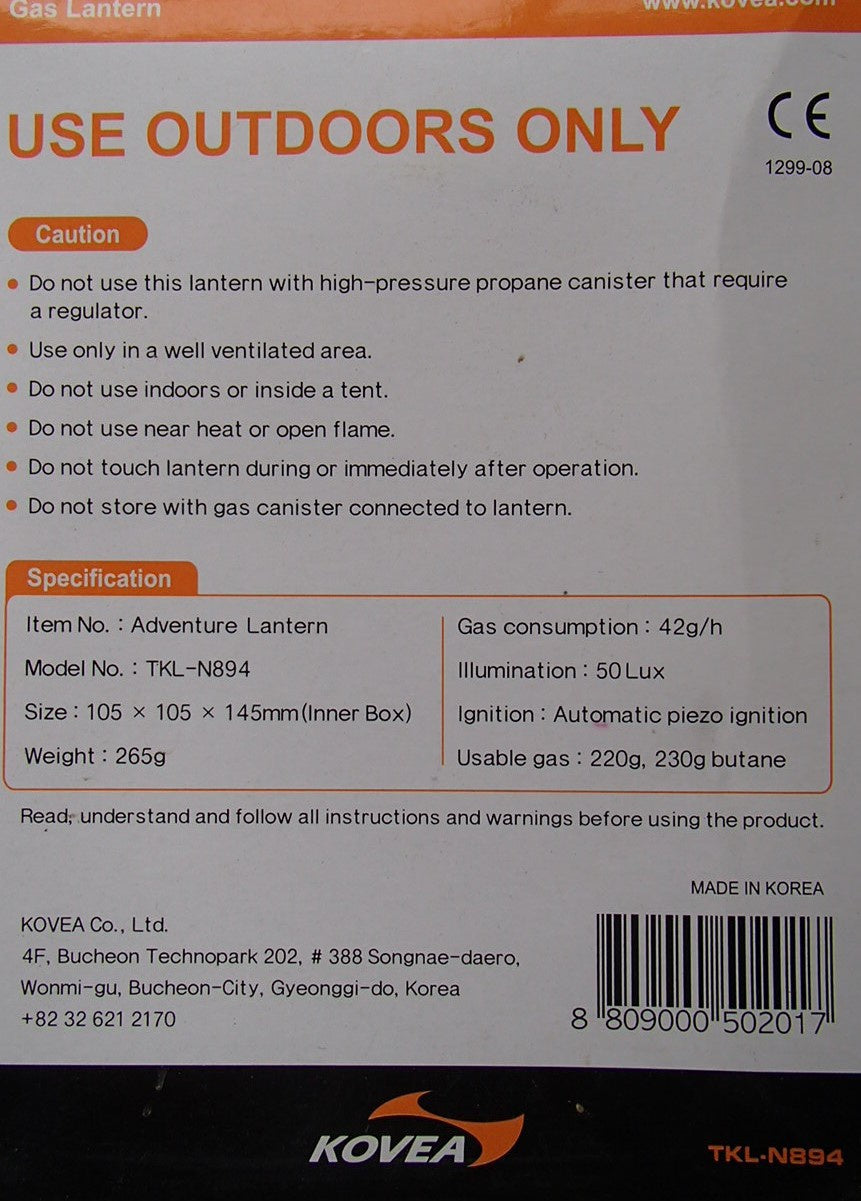 Gas Lantern
www.kovea.com
USE OUTDOORS ONLY
CE
1299-08
Caution
• Do not use this lantern with high-pressure propane canister that require
a regulator.
• Use only in a well ventilated area.
• Do not use indoors or inside a tent.
• Do not use near heat or open flame.
• Do not touch lantern during or immediately after operation.
• Do not store with gas canister connected to lantern.
Specification
Item No. : Adventure Lantern
Model No. : TKL-N894
Size : 105 × 105 × 145mm(Inner Box)
Weight : 265g
Gas consumption : 42g/h
Illumination : 50 Lux
Ignition : Automatic piezo ignition
Usable gas : 220g, 230g butane
Read, understand and follow all instructions and warnings before using the product.
MADE IN KOREA
KOVEA Co., Ltd.
4F, Bucheon Technopark 202, # 388 Songnae-daero,
Wonmi-gu, Bucheon-City, Gyeonggi-do, Korea
+82 32 621 2170
8 809000 502017
KOVEA
TKL-N894